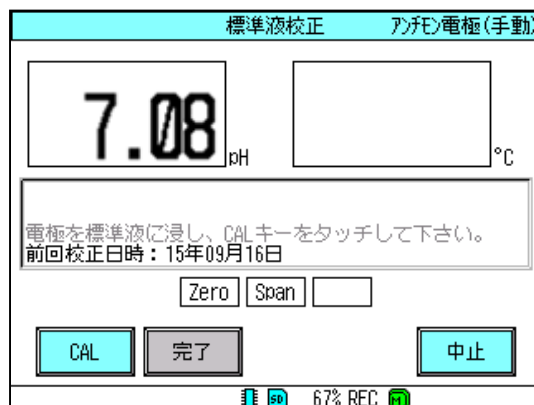 標準液校正 アンチモン電極(手動)
7.08 pH °C
電極を標準液に浸し、CALキーをタッチして下さい。
前回校正日時：15年09月16日
Zero Span
CAL 完了 中止
SD 67% REC M